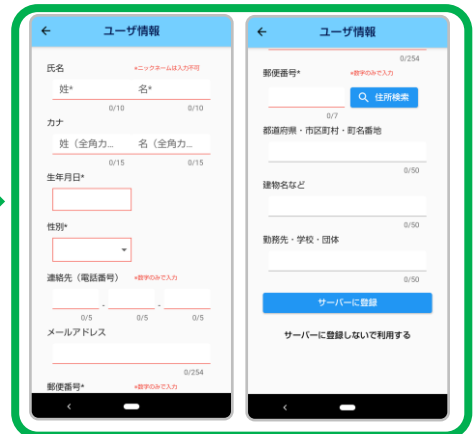 ← ユーザ情報
氏名 *ニックネームは入力不可
姓* 名*
0/10 0/10
カナ
姓（全角カ... 名（全角カ...
0/15 0/15
生年月日*
性別*
連絡先（電話番号） *数字のみで入力
- -
0/5 0/5 0/5
メールアドレス
0/254
郵便番号* *数字のみで入力
← ユーザ情報
0/254
郵便番号* *数字のみで入力
住所検索
0/7
都道府県・市区町村・町名番地
0/50
建物名など
0/50
勤務先・学校・団体
0/50
サーバーに登録
サーバーに登録しないで利用する